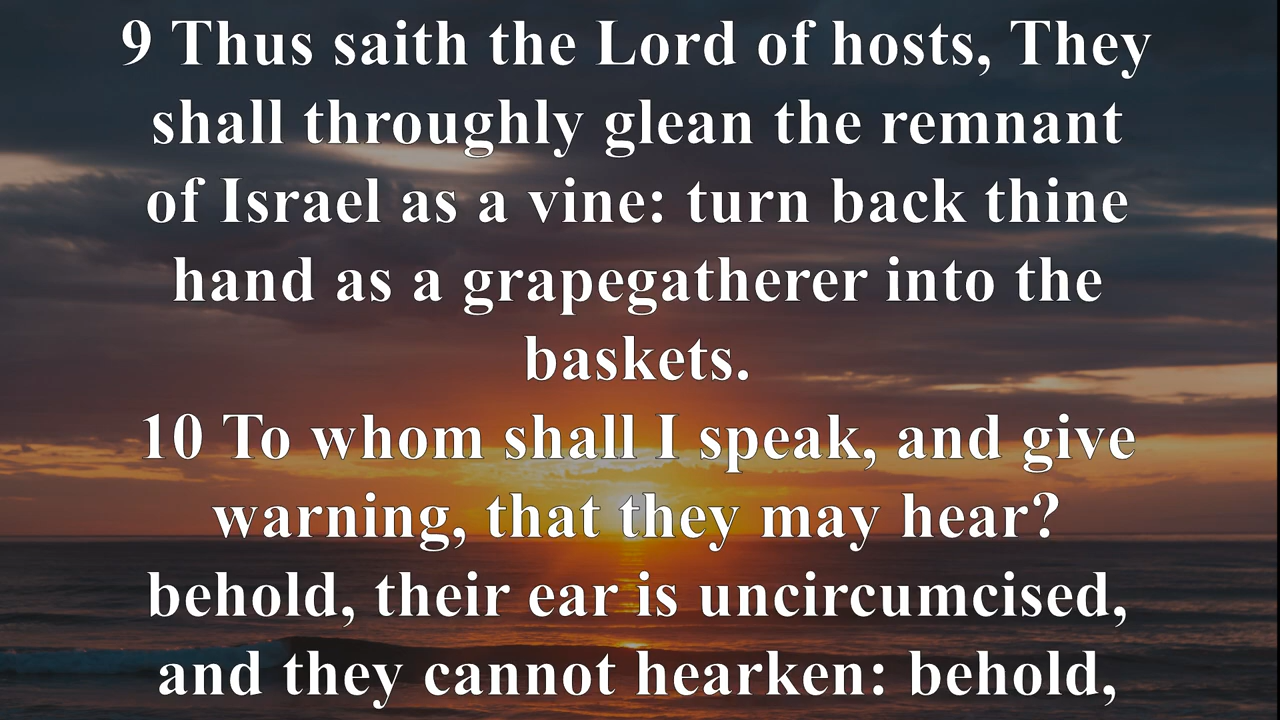 9 Thus saith the Lord of hosts, They
shall throughly glean the remnant
of Israel as a vine: turn back thine
hand as a grapegatherer into the
baskets.
10 To whom shall I speak, and give
warning, that they may hear?
behold, their ear is uncircumcised,
and they cannot hearken: behold,